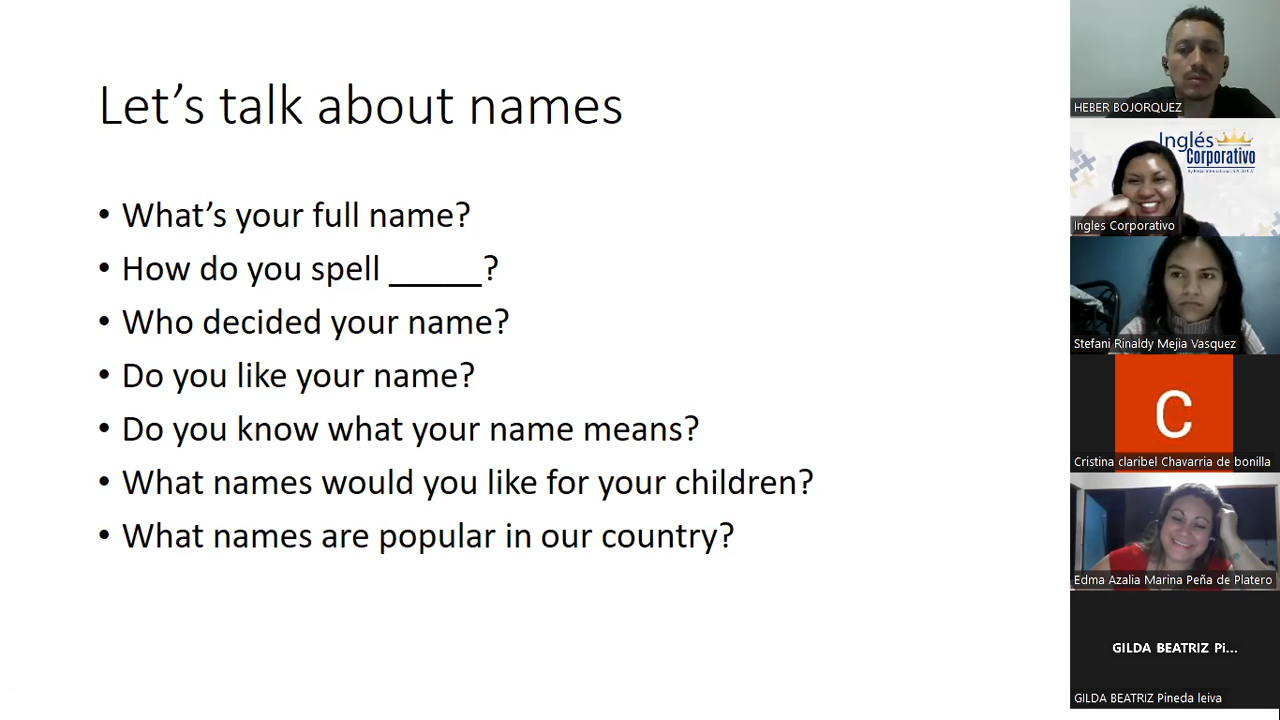 Let’s talk about names
• What’s your full name?
• How do you spell _____?
• Who decided your name?
• Do you like your name?
• Do you know what your name means?
• What names would you like for your children?
• What names are popular in our country?
HEBER BOJORQUEZ
Inglés
Corporativo
Ingles Corporativo
Stefani Rinaldy Mejia Vasquez
C
Cristina claribel Chavarria de bonilla
Edma Azalia Marina Peña de Platero
GILDA BEATRIZ Pi...
GILDA BEATRIZ Pineda leiva